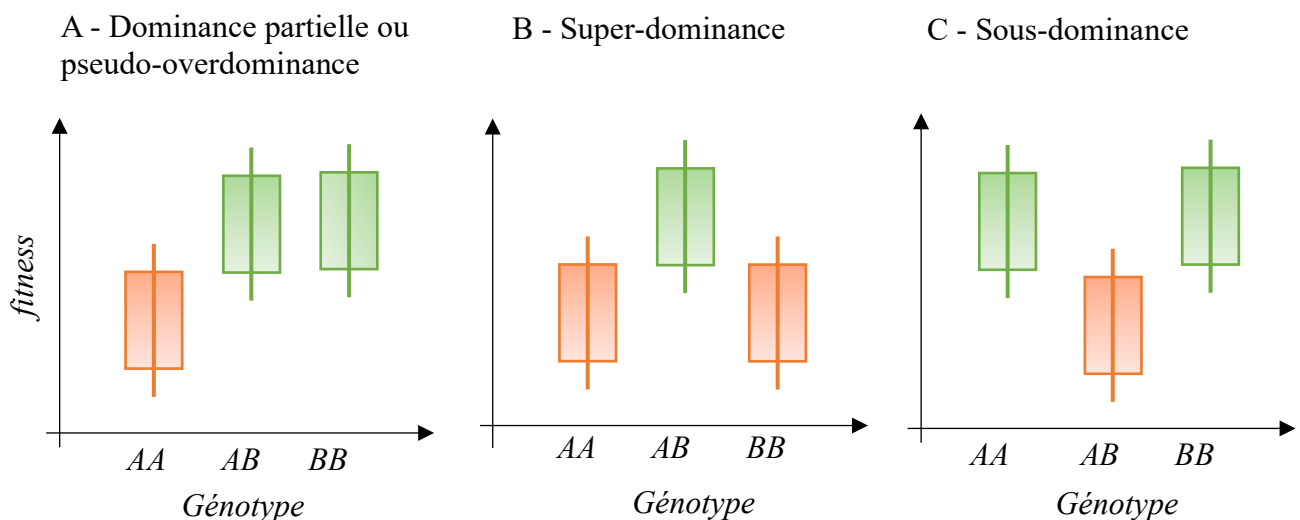 A - Dominance partielle ou
pseudo-overdominance
B - Super-dominance
C - Sous-dominance
fitness
AA AB BB
Génotype
AA AB BB
Génotype
AA AB BB
Génotype